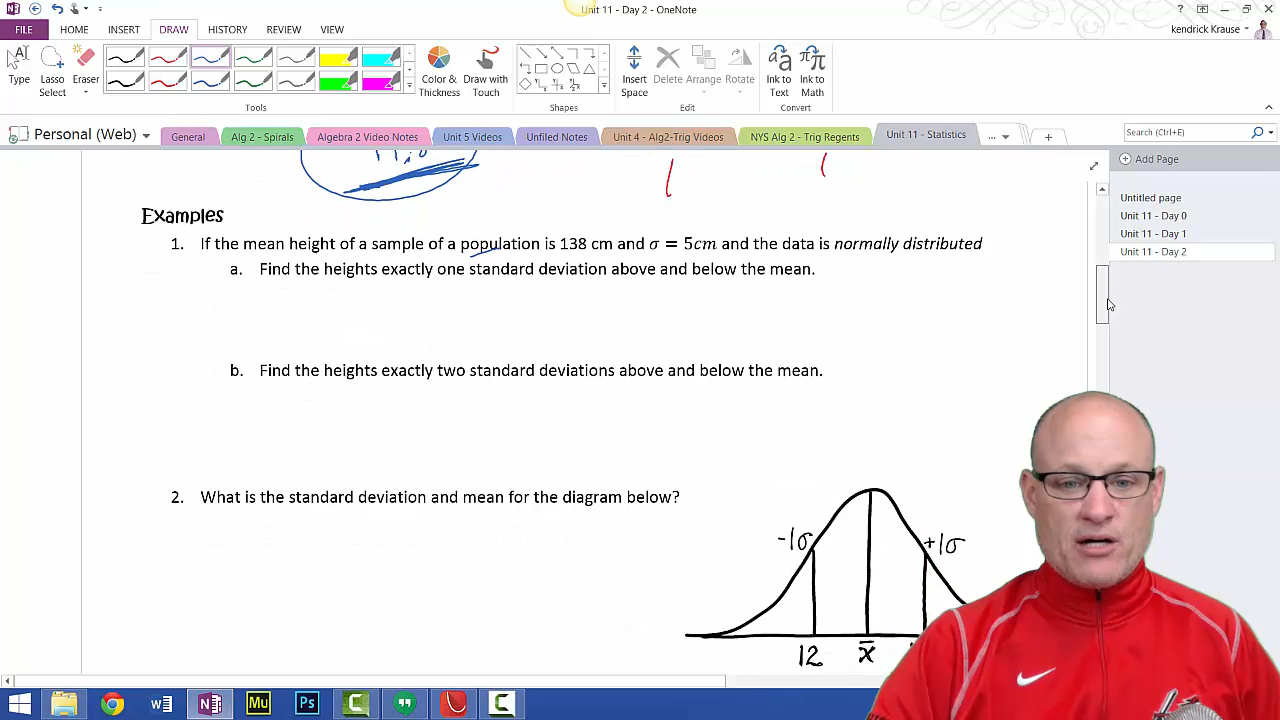 Unit 11 - Day 2 - OneNote
?
FILE HOME INSERT DRAW HISTORY REVIEW VIEW kendrick Krause
Type Lasso Select Eraser Color & Thickness Draw with Touch Insert Space Delete Arrange Rotate Ink to Text Ink to Math
Tools Shapes Edit Convert
Personal (Web) General Alg 2 - Spirals Algebra 2 Video Notes Unit 5 Videos Unfiled Notes Unit 4 - Alg2-Trig Videos NYS Alg 2 - Trig Regents Unit 11 - Statistics ... + Search (Ctrl+E)
Add Page
Untitled page
Unit 11 - Day 0
Unit 11 - Day 1
Unit 11 - Day 2
Examples
1. If the mean height of a sample of a population is 138 cm and σ = 5cm and the data is normally distributed
a. Find the heights exactly one standard deviation above and below the mean.
b. Find the heights exactly two standard deviations above and below the mean.
2. What is the standard deviation and mean for the diagram below?
-1σ +1σ
12 x̄
W N Mu Ps